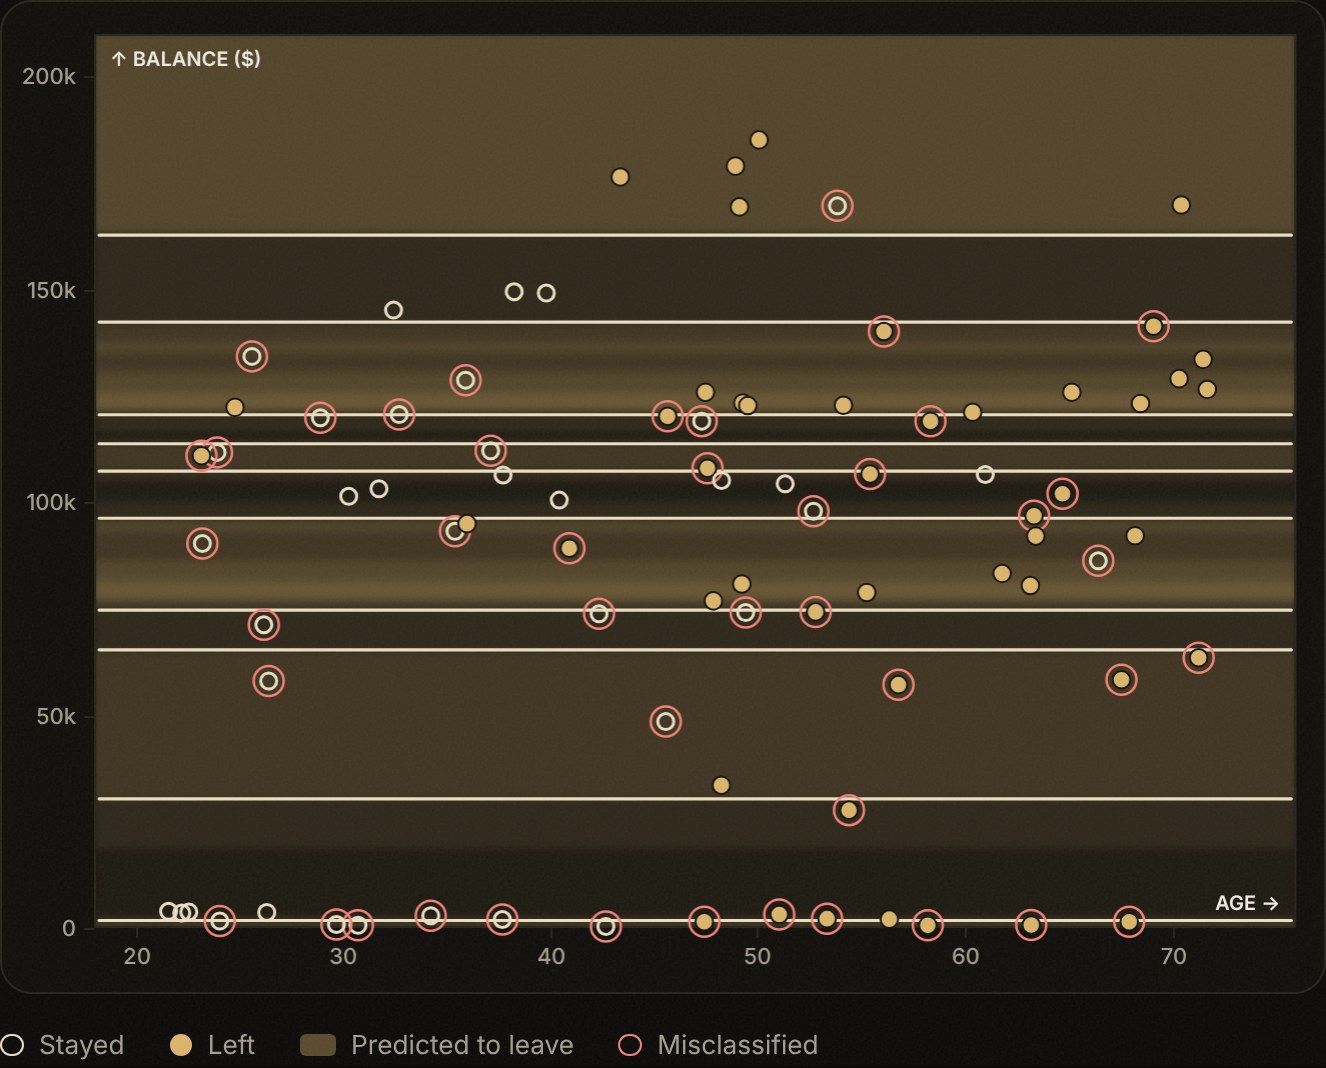 ↑ BALANCE ($)
200k
150k
100k
50k
0
AGE →
20 30 40 50 60 70
Stayed Left Predicted to leave Misclassified